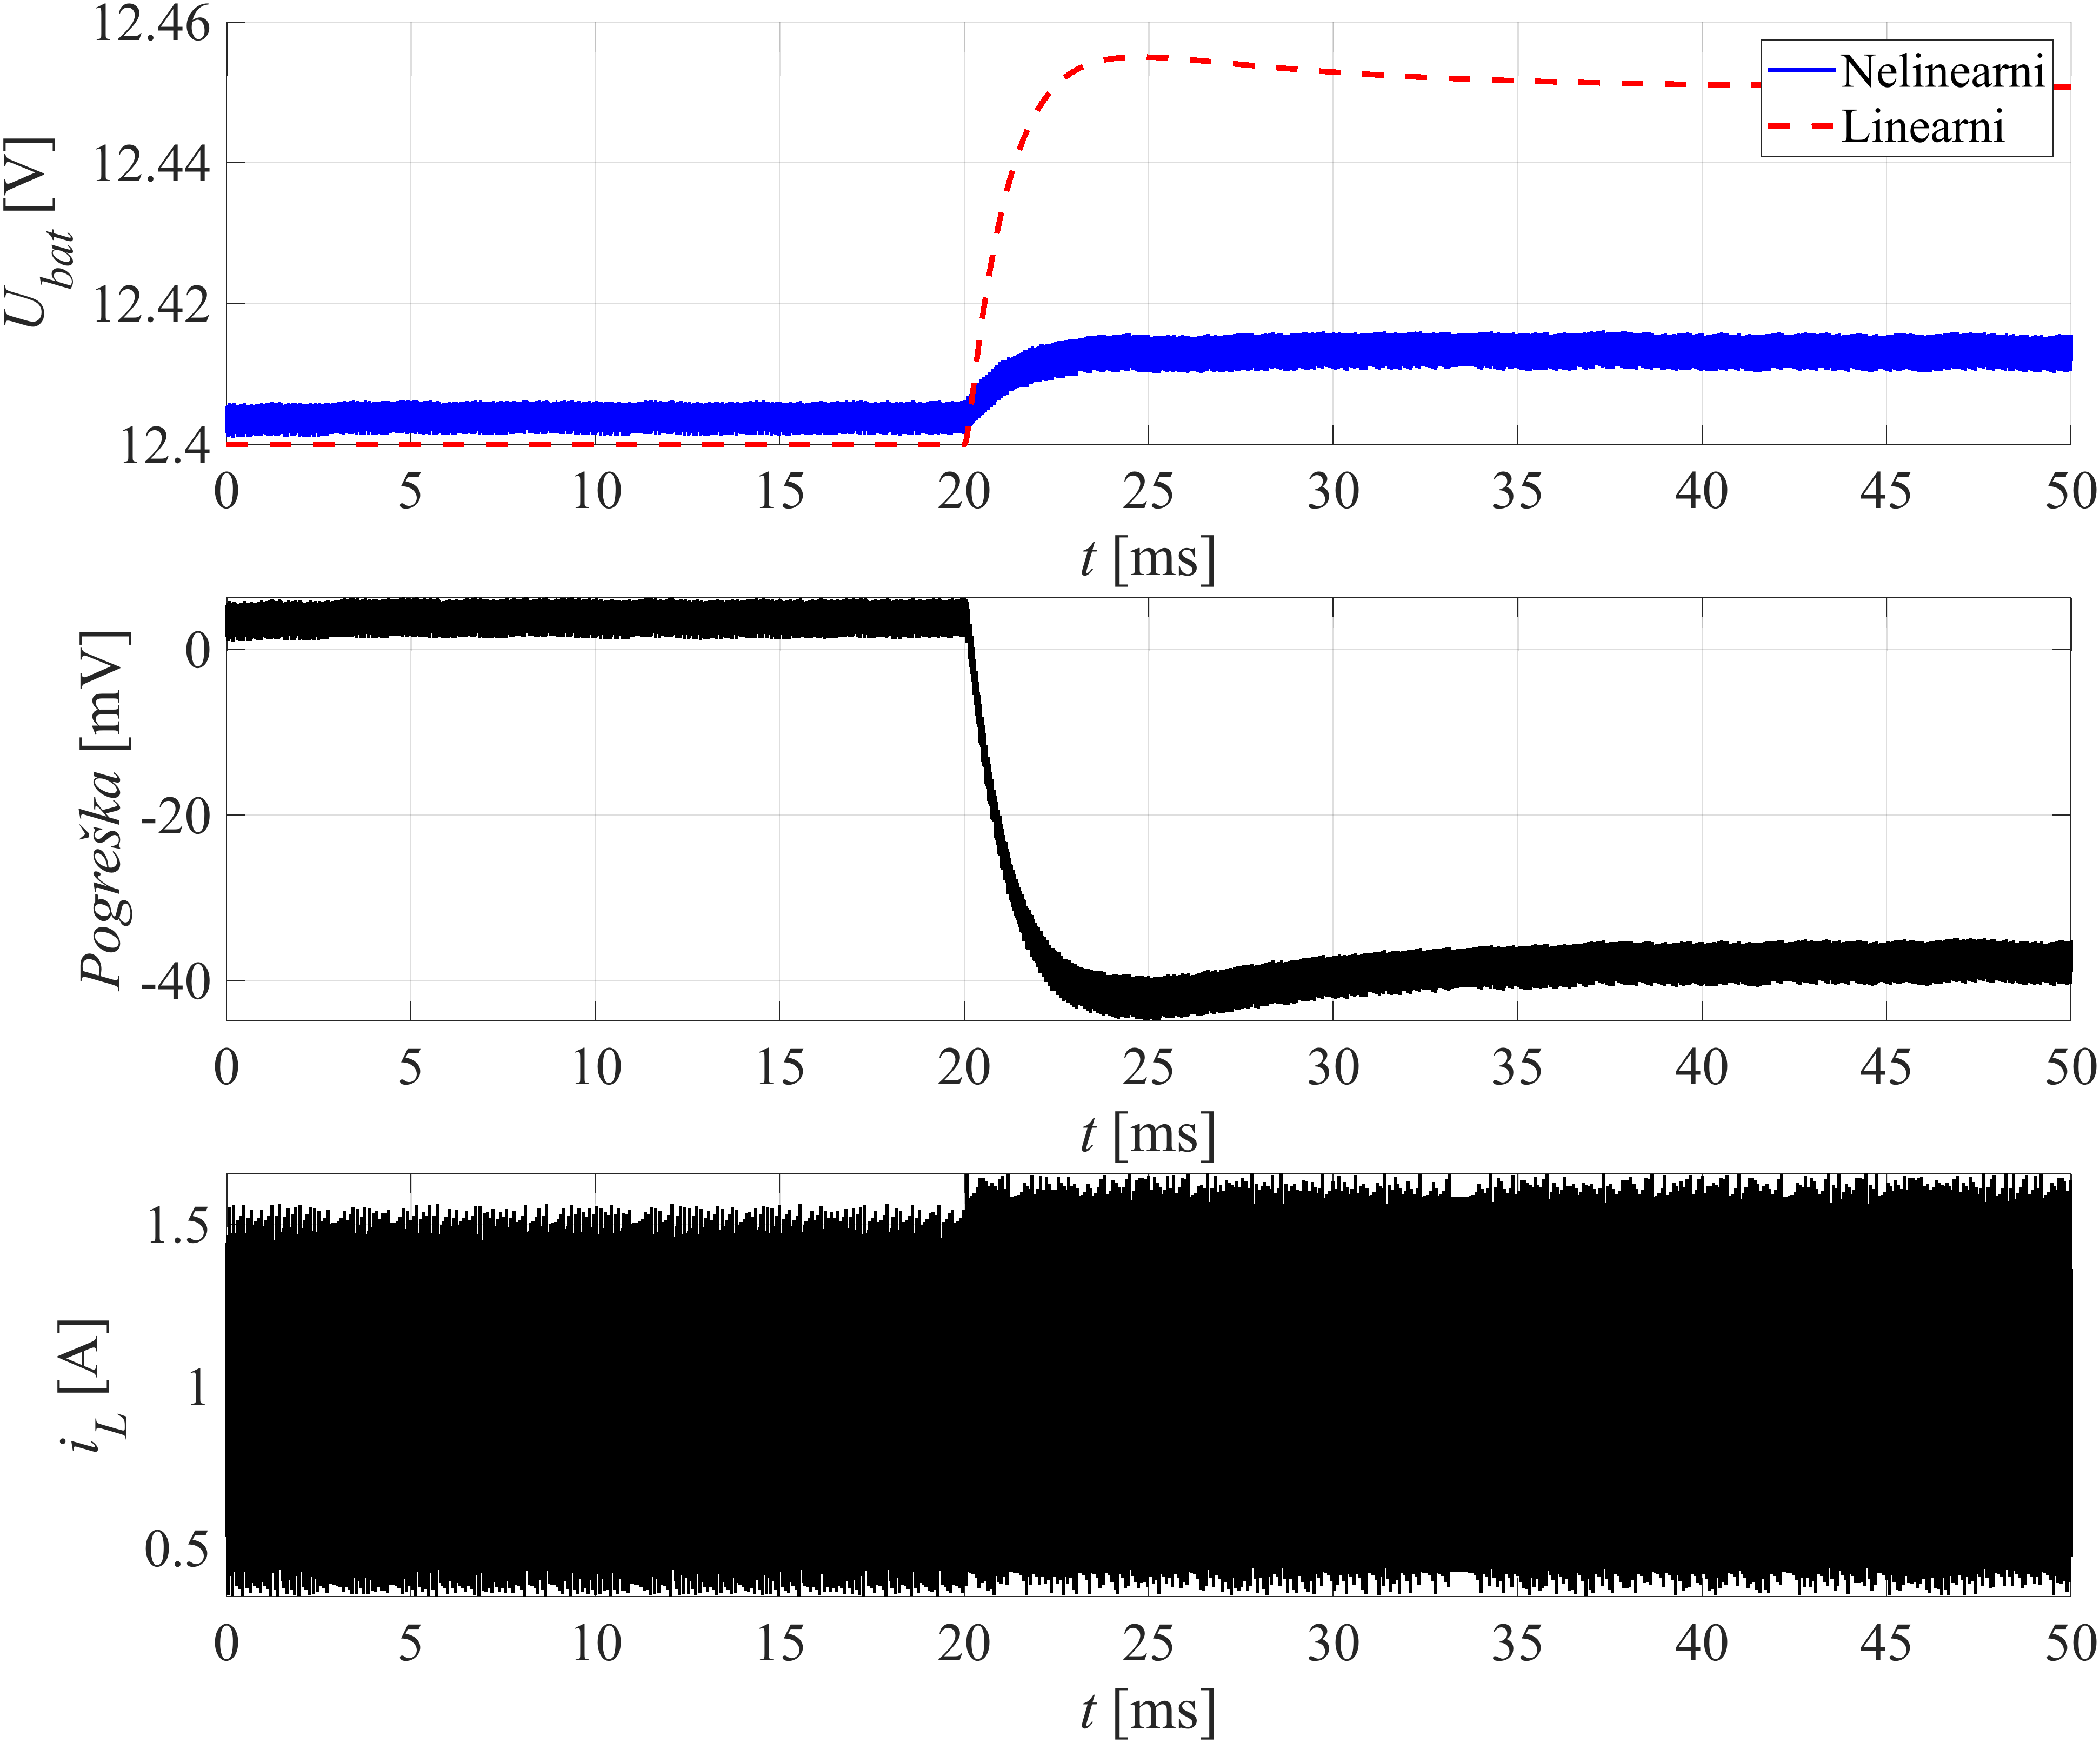 12.46
12.44
12.42
12.4
U_bat [V]
Nelinearni
Linearni
0 5 10 15 20 25 30 35 40 45 50
t [ms]
0
-20
-40
Pogreška [mV]
0 5 10 15 20 25 30 35 40 45 50
t [ms]
1.5
1
0.5
i_L [A]
0 5 10 15 20 25 30 35 40 45 50
t [ms]